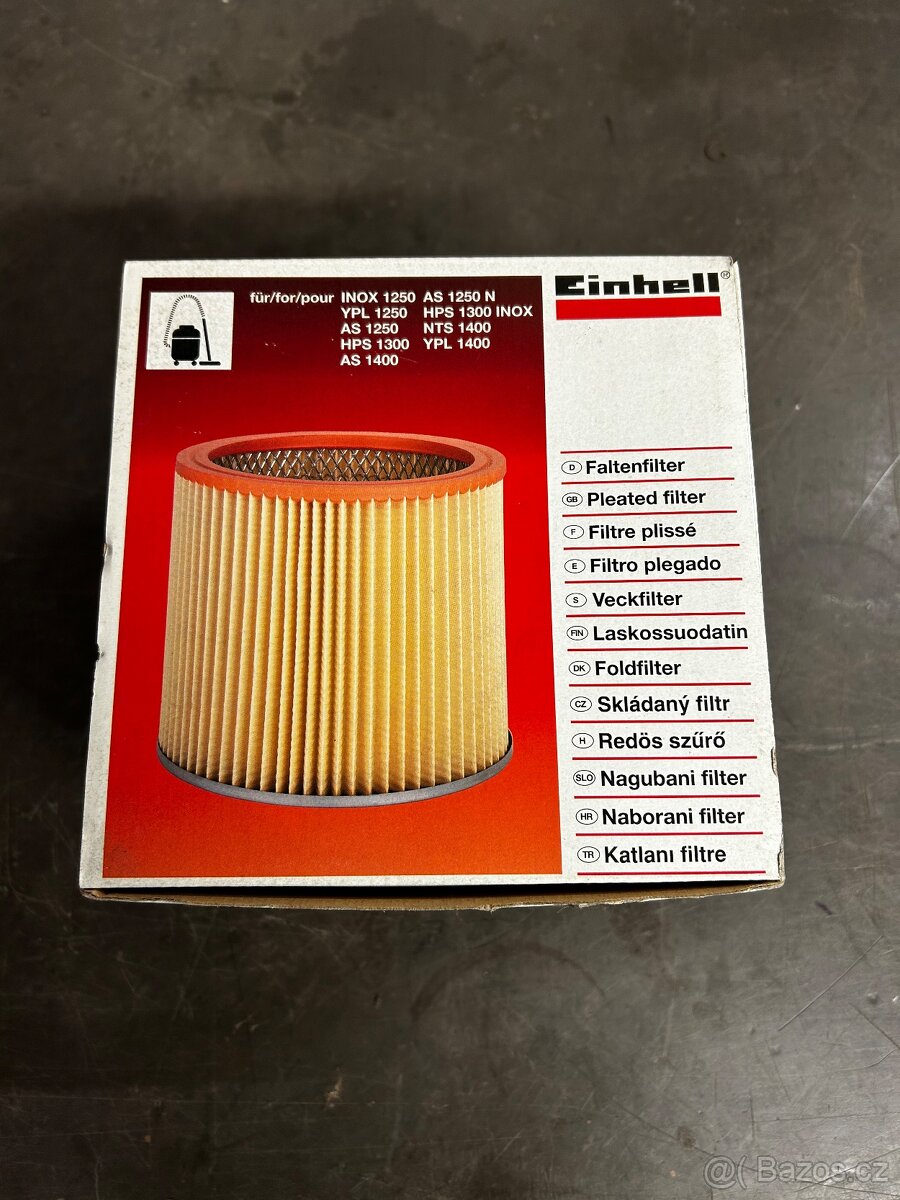 für/for/pour INOX 1250 AS 1250 N
YPL 1250 HPS 1300 INOX
AS 1250 NTS 1400
HPS 1300 YPL 1400
AS 1400
Einhell®
D Faltenfilter
GB Pleated filter
F Filtre plissé
E Filtro plegado
S Veckfilter
FIN Laskossuodatin
DK Foldfilter
CZ Skládaný filtr
H Redös szűrő
SLO Nagubani filter
HR Naborani filter
TR Katlanı filtre
@( Bazos.cz